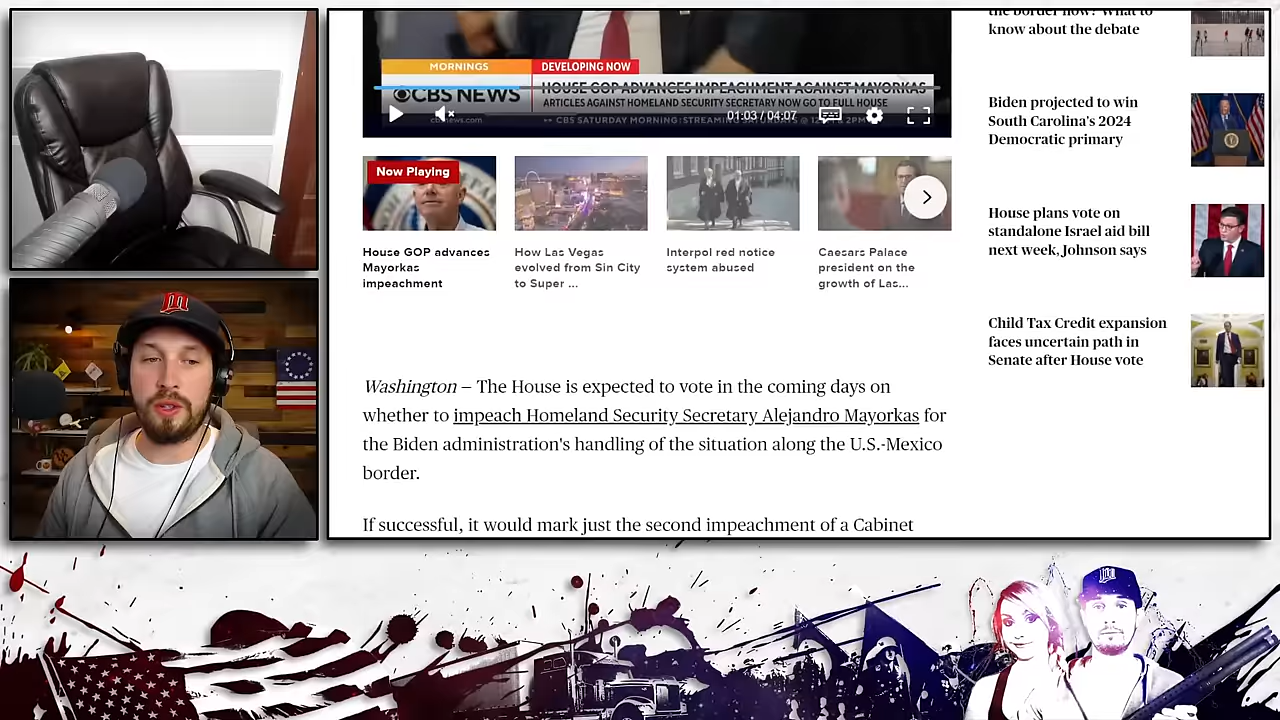 MORNINGS
DEVELOPING NOW
HOUSE GOP ADVANCES IMPEACHMENT AGAINST MAYORKAS
CBS NEWS
ARTICLES AGAINST HOMELAND SECURITY SECRETARY NOW GO TO FULL HOUSE
01:03 / 04:07
cbsnews.com
CBS SATURDAY MORNING: STREAMING SATURDAYS @
Now Playing
House GOP advances
Mayorkas
impeachment
How Las Vegas
evolved from Sin City
to Super ...
Interpol red notice
system abused
Caesars Palace
president on the
growth of Las...
Washington — The House is expected to vote in the coming days on
whether to impeach Homeland Security Secretary Alejandro Mayorkas for
the Biden administration's handling of the situation along the U.S.-Mexico
border.
If successful, it would mark just the second impeachment of a Cabinet
the border now? What to
know about the debate
Biden projected to win
South Carolina's 2024
Democratic primary
House plans vote on
standalone Israel aid bill
next week, Johnson says
Child Tax Credit expansion
faces uncertain path in
Senate after House vote